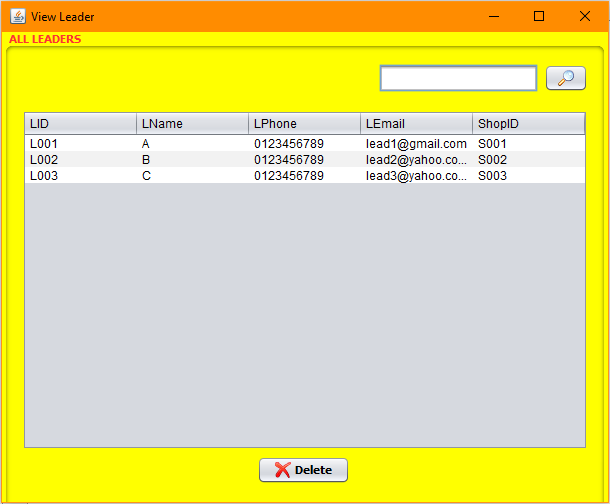 View Leader
ALL LEADERS
LID LName LPhone LEmail ShopID
L001 A 0123456789 lead1@gmail.com S001
L002 B 0123456789 lead2@yahoo.co... S002
L003 C 0123456789 lead3@yahoo.co... S003
Delete